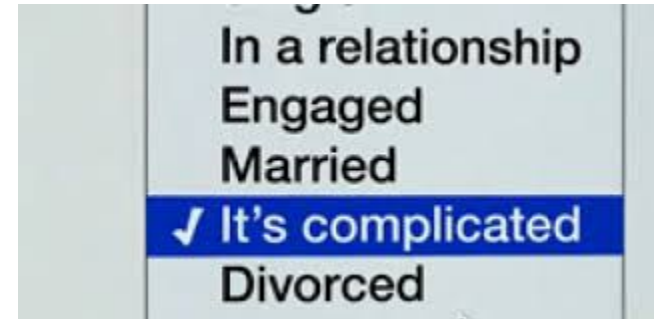 In a relationship
Engaged
Married
✓ It's complicated
Divorced